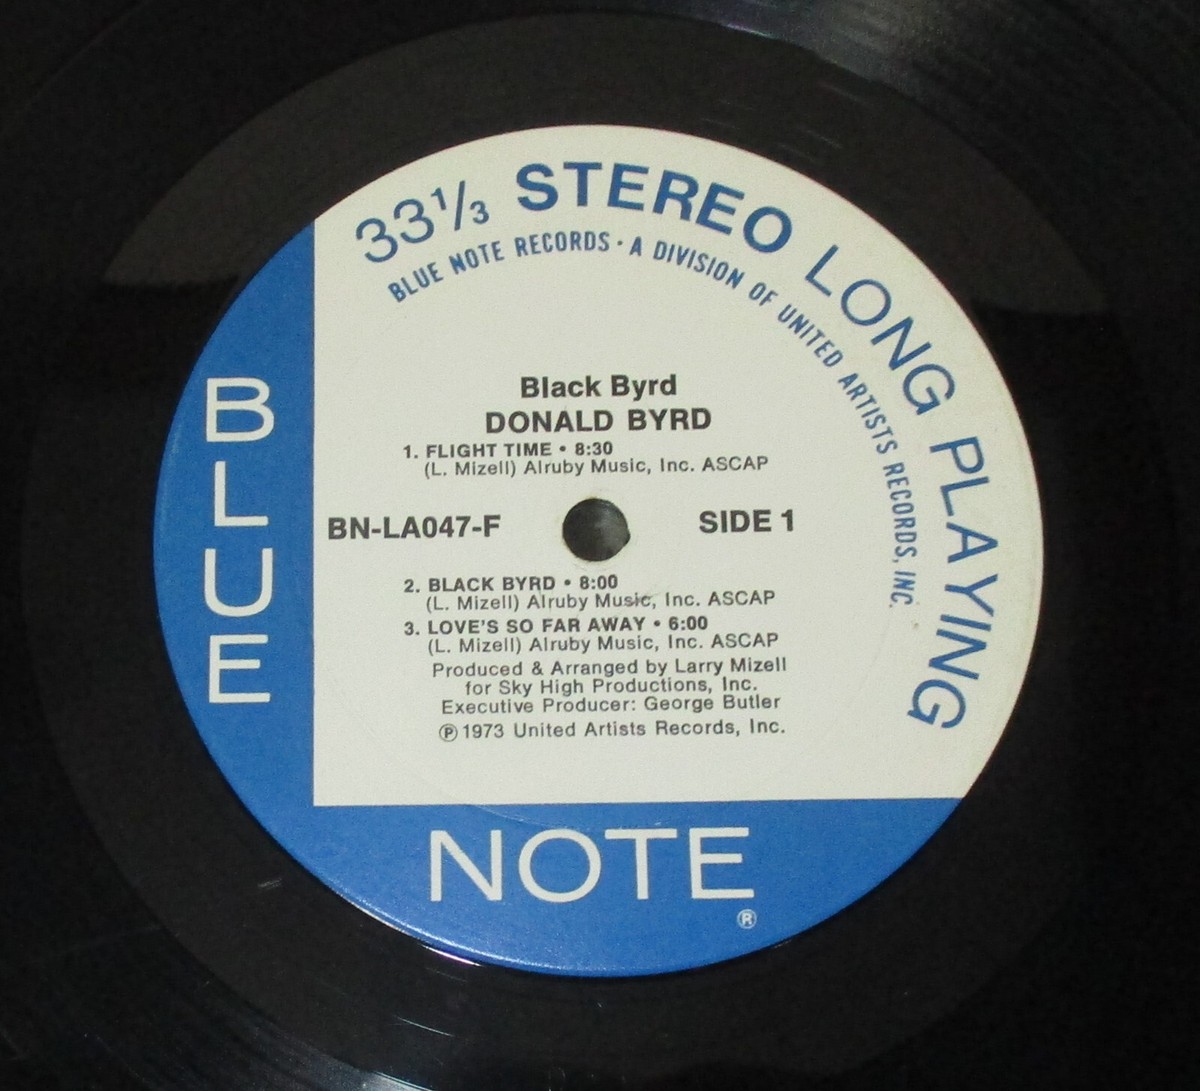 33⅓ STEREO LONG PLAYING
BLUE NOTE RECORDS · A DIVISION OF UNITED ARTISTS RECORDS, INC.
Black Byrd
DONALD BYRD
1. FLIGHT TIME • 8:30
(L. Mizell) Alruby Music, Inc. ASCAP
BN-LA047-F SIDE 1
2. BLACK BYRD • 8:00
(L. Mizell) Alruby Music, Inc. ASCAP
3. LOVE'S SO FAR AWAY • 6:00
(L. Mizell) Alruby Music, Inc. ASCAP
Produced & Arranged by Larry Mizell
for Sky High Productions, Inc.
Executive Producer: George Butler
℗ 1973 United Artists Records, Inc.
BLUE
NOTE
®